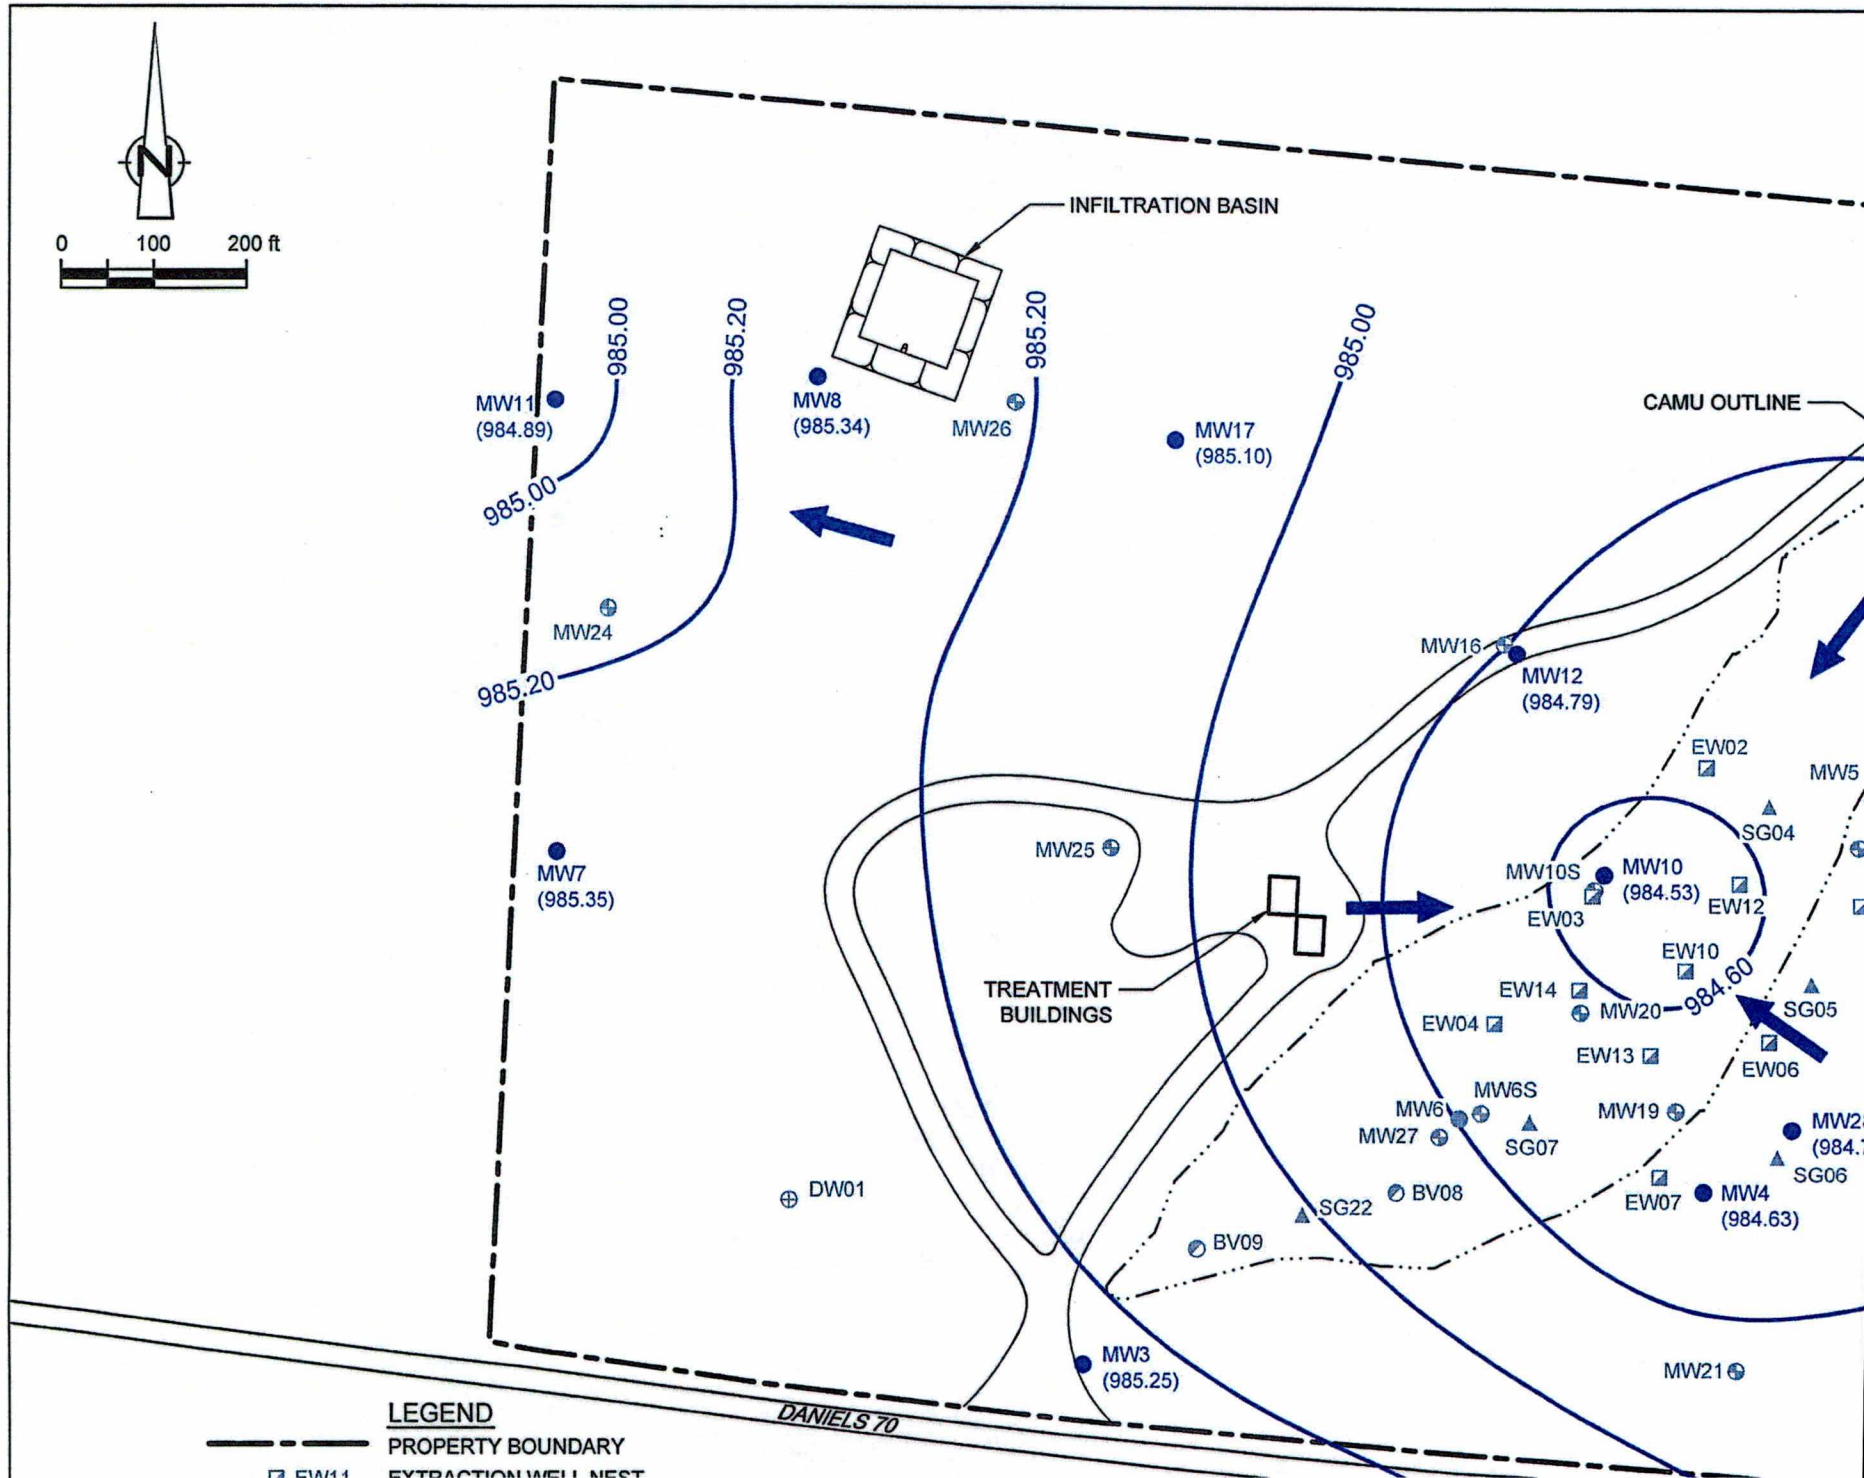 N
0 100 200 ft
INFILTRATION BASIN
985.00
985.20
985.20
985.00
MW11
(984.89)
MW8
(985.34)
MW26
MW17
(985.10)
CAMU OUTLINE
985.00
MW24
985.20
MW16
MW12
(984.79)
EW02
MW5
SG04
MW25
MW7
(985.35)
MW10S
MW10
(984.53)
EW03
EW12
EW10
984.60
TREATMENT
BUILDINGS
EW14
MW20
SG05
EW04
EW13
EW06
MW6S
MW6
MW27
SG07
MW19
SG06
DW01
BV08
SG22
EW07
MW4
(984.63)
BV09
MW3
(985.25)
MW21
DANIELS 70
LEGEND
PROPERTY BOUNDARY
EW11 EXTRACTION WELL NEST